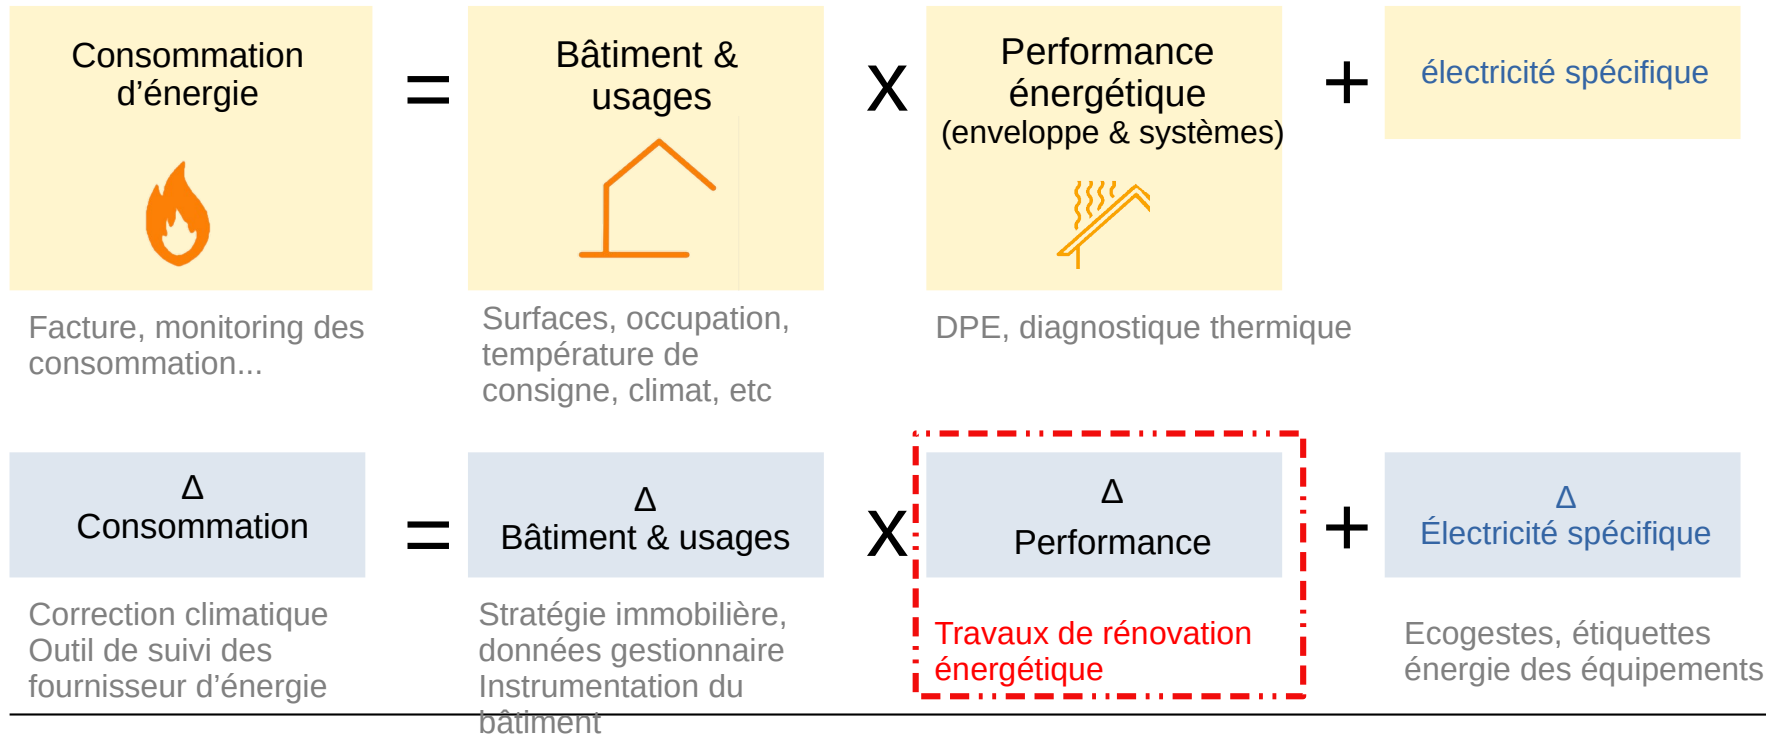 Consommation
d’énergie
=
Bâtiment &
usages
x
Performance
énergétique
(enveloppe & systèmes)
+
électricité spécifique
Facture, monitoring des
consommation...
Surfaces, occupation,
température de
consigne, climat, etc
DPE, diagnostique thermique
Δ
Consommation
=
Δ
Bâtiment & usages
x
Δ
Performance
+
Δ
Électricité spécifique
Correction climatique
Outil de suivi des
fournisseur d’énergie
Stratégie immobilière,
données gestionnaire
Instrumentation du
bâtiment
Travaux de rénovation
énergétique
Ecogestes, étiquettes
énergie des équipements